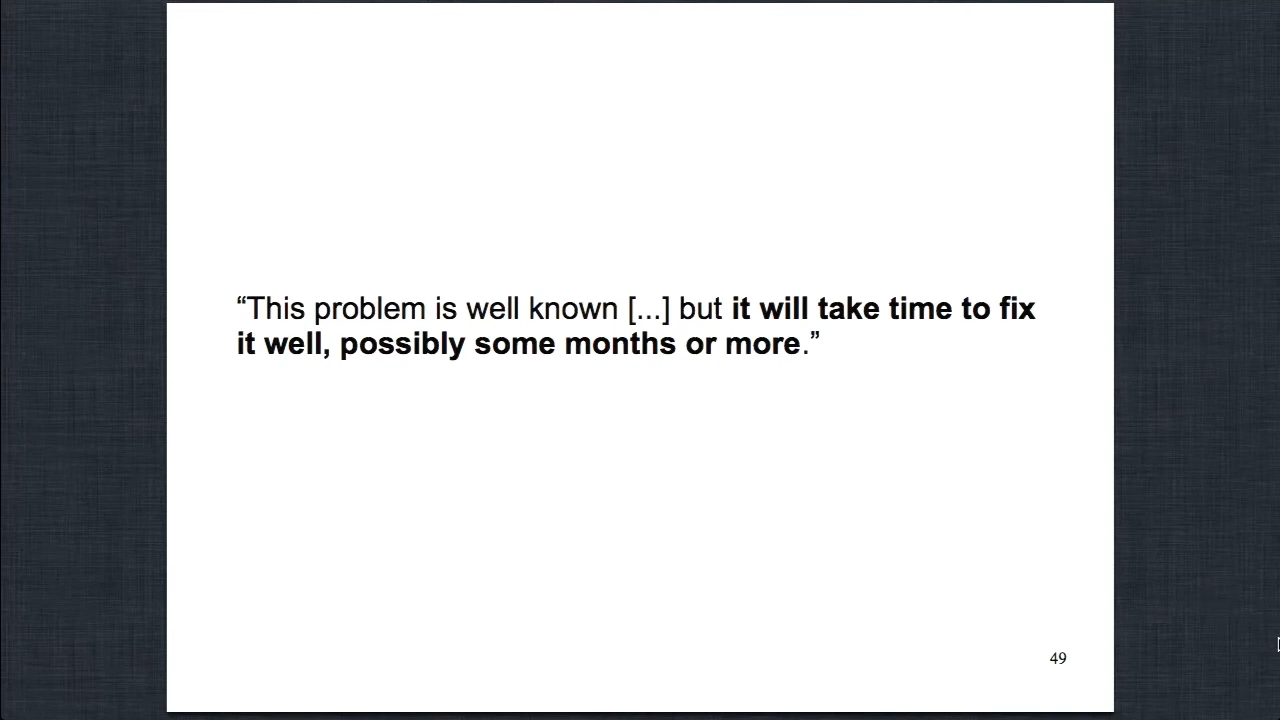 “This problem is well known [...] but it will take time to fix
it well, possibly some months or more.”
49